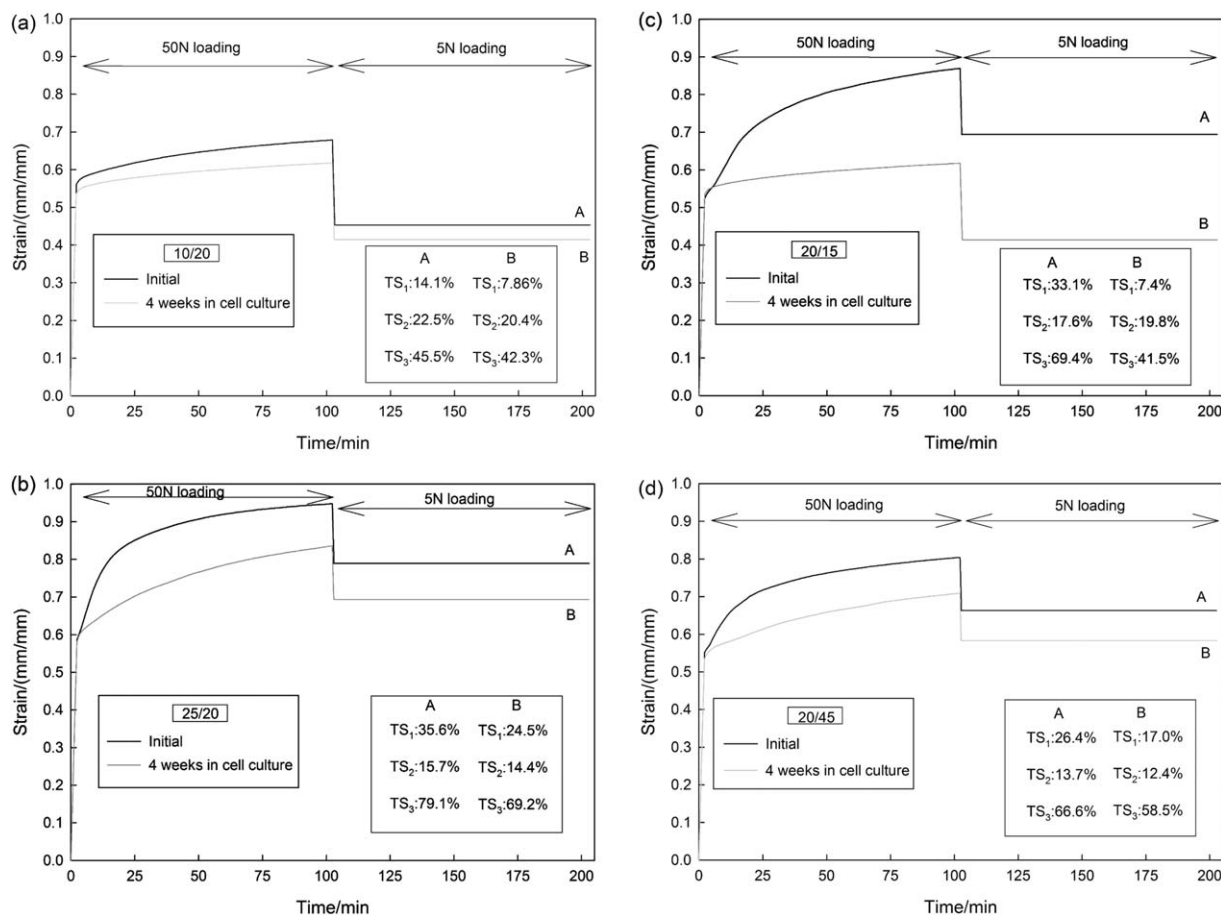 (a)
1.0
0.9
0.8
0.7
0.6
0.5
0.4
0.3
0.2
0.1
0.0
Strain/(mm/mm)
50N loading
5N loading
A
B
10/20
Initial
4 weeks in cell culture
A B
TS1:14.1% TS1:7.86%
TS2:22.5% TS2:20.4%
TS3:45.5% TS3:42.3%
0 25 50 75 100 125 150 175 200
Time/min
(c)
1.0
0.9
0.8
0.7
0.6
0.5
0.4
0.3
0.2
0.1
0.0
Strain/(mm/mm)
50N loading
5N loading
A
B
20/15
Inital
4 weeks in cell culture
A B
TS1:33.1% TS1:7.4%
TS2:17.6% TS2:19.8%
TS3:69.4% TS3:41.5%
0 25 50 75 100 125 150 175 200
Time/min
(b)
1.0
0.9
0.8
0.7
0.6
0.5
0.4
0.3
0.2
0.1
0.0
Strain/(mm/mm)
50N loading
5N loading
A
B
25/20
Initial
4 weeks in cell culture
A B
TS1:35.6% TS1:24.5%
TS2:15.7% TS2:14.4%
TS3:79.1% TS3:69.2%
0 25 50 75 100 125 150 175 200
Time/min
(d)
1.0
0.9
0.8
0.7
0.6
0.5
0.4
0.3
0.2
0.1
0.0
Strain/(mm/mm)
50N loading
5N loading
A
B
20/45
Initial
4 weeks in cell culture
A B
TS1:26.4% TS1:17.0%
TS2:13.7% TS2:12.4%
TS3:66.6% TS3:58.5%
0 25 50 75 100 125 150 175 200
Time/min